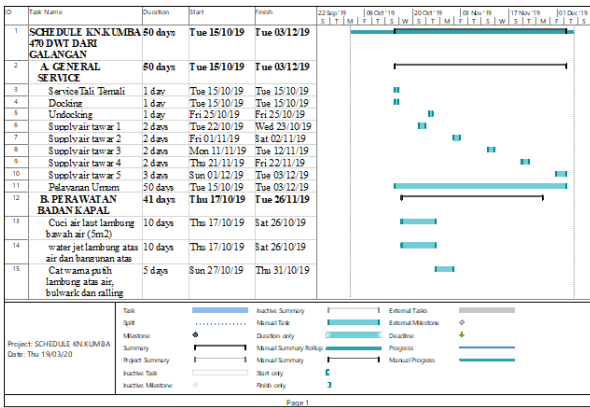 ID Task Name Duration Start Finish 22 Sep '19 06 Oct '19 20 Oct '19 03 Nov '19 17 Nov '19 01 Dec '19
S T M F T S W S T M F T S W S T M F
1 SCHEDULE KN.KUMBA 50 days Tue 15/10/19 Tue 03/12/19
470 DWT DARI
GALANGAN
2 A. GENERAL 50 days Tue 15/10/19 Tue 03/12/19
SERVICE
3 Service Tali Temali 1 day Tue 15/10/19 Tue 15/10/19
4 Docking 1 day Tue 15/10/19 Tue 15/10/19
5 Undocking 1 day Fri 25/10/19 Fri 25/10/19
6 Supply air tawar 1 2 days Tue 22/10/19 Wed 23/10/19
7 Supply air tawar 2 2 days Fri 01/11/19 Sat 02/11/19
8 Supply air tawar 3 2 days Mon 11/11/19 Tue 12/11/19
9 Supply air tawar 4 2 days Thu 21/11/19 Fri 22/11/19
10 Supply air tawar 5 3 days Sun 01/12/19 Tue 03/12/19
11 Pelayanan Umum 50 days Tue 15/10/19 Tue 03/12/19
12 B. PERAWATAN 41 days Thu 17/10/19 Tue 26/11/19
BADAN KAPAL
13 Cuci air laut lambung 10 days Thu 17/10/19 Sat 26/10/19
bawah air (5m2)
14 water jet lambung atas 10 days Thu 17/10/19 Sat 26/10/19
air dan bangunan atas
15 Cat warna putih 5 days Sun 27/10/19 Thu 31/10/19
lambung atas air,
bulwark dan ralling
Project: SCHEDULE KN.KUMBA
Date: Thu 19/03/20
Task Inactive Summary External Tasks
Split Manual Task External Milestone
Milestone Duration-only Deadline
Summary Manual Summary Rollup Progress
Project Summary Manual Summary Manual Progress
Inactive Task Start-only
Inactive Milestone Finish-only
Page 1